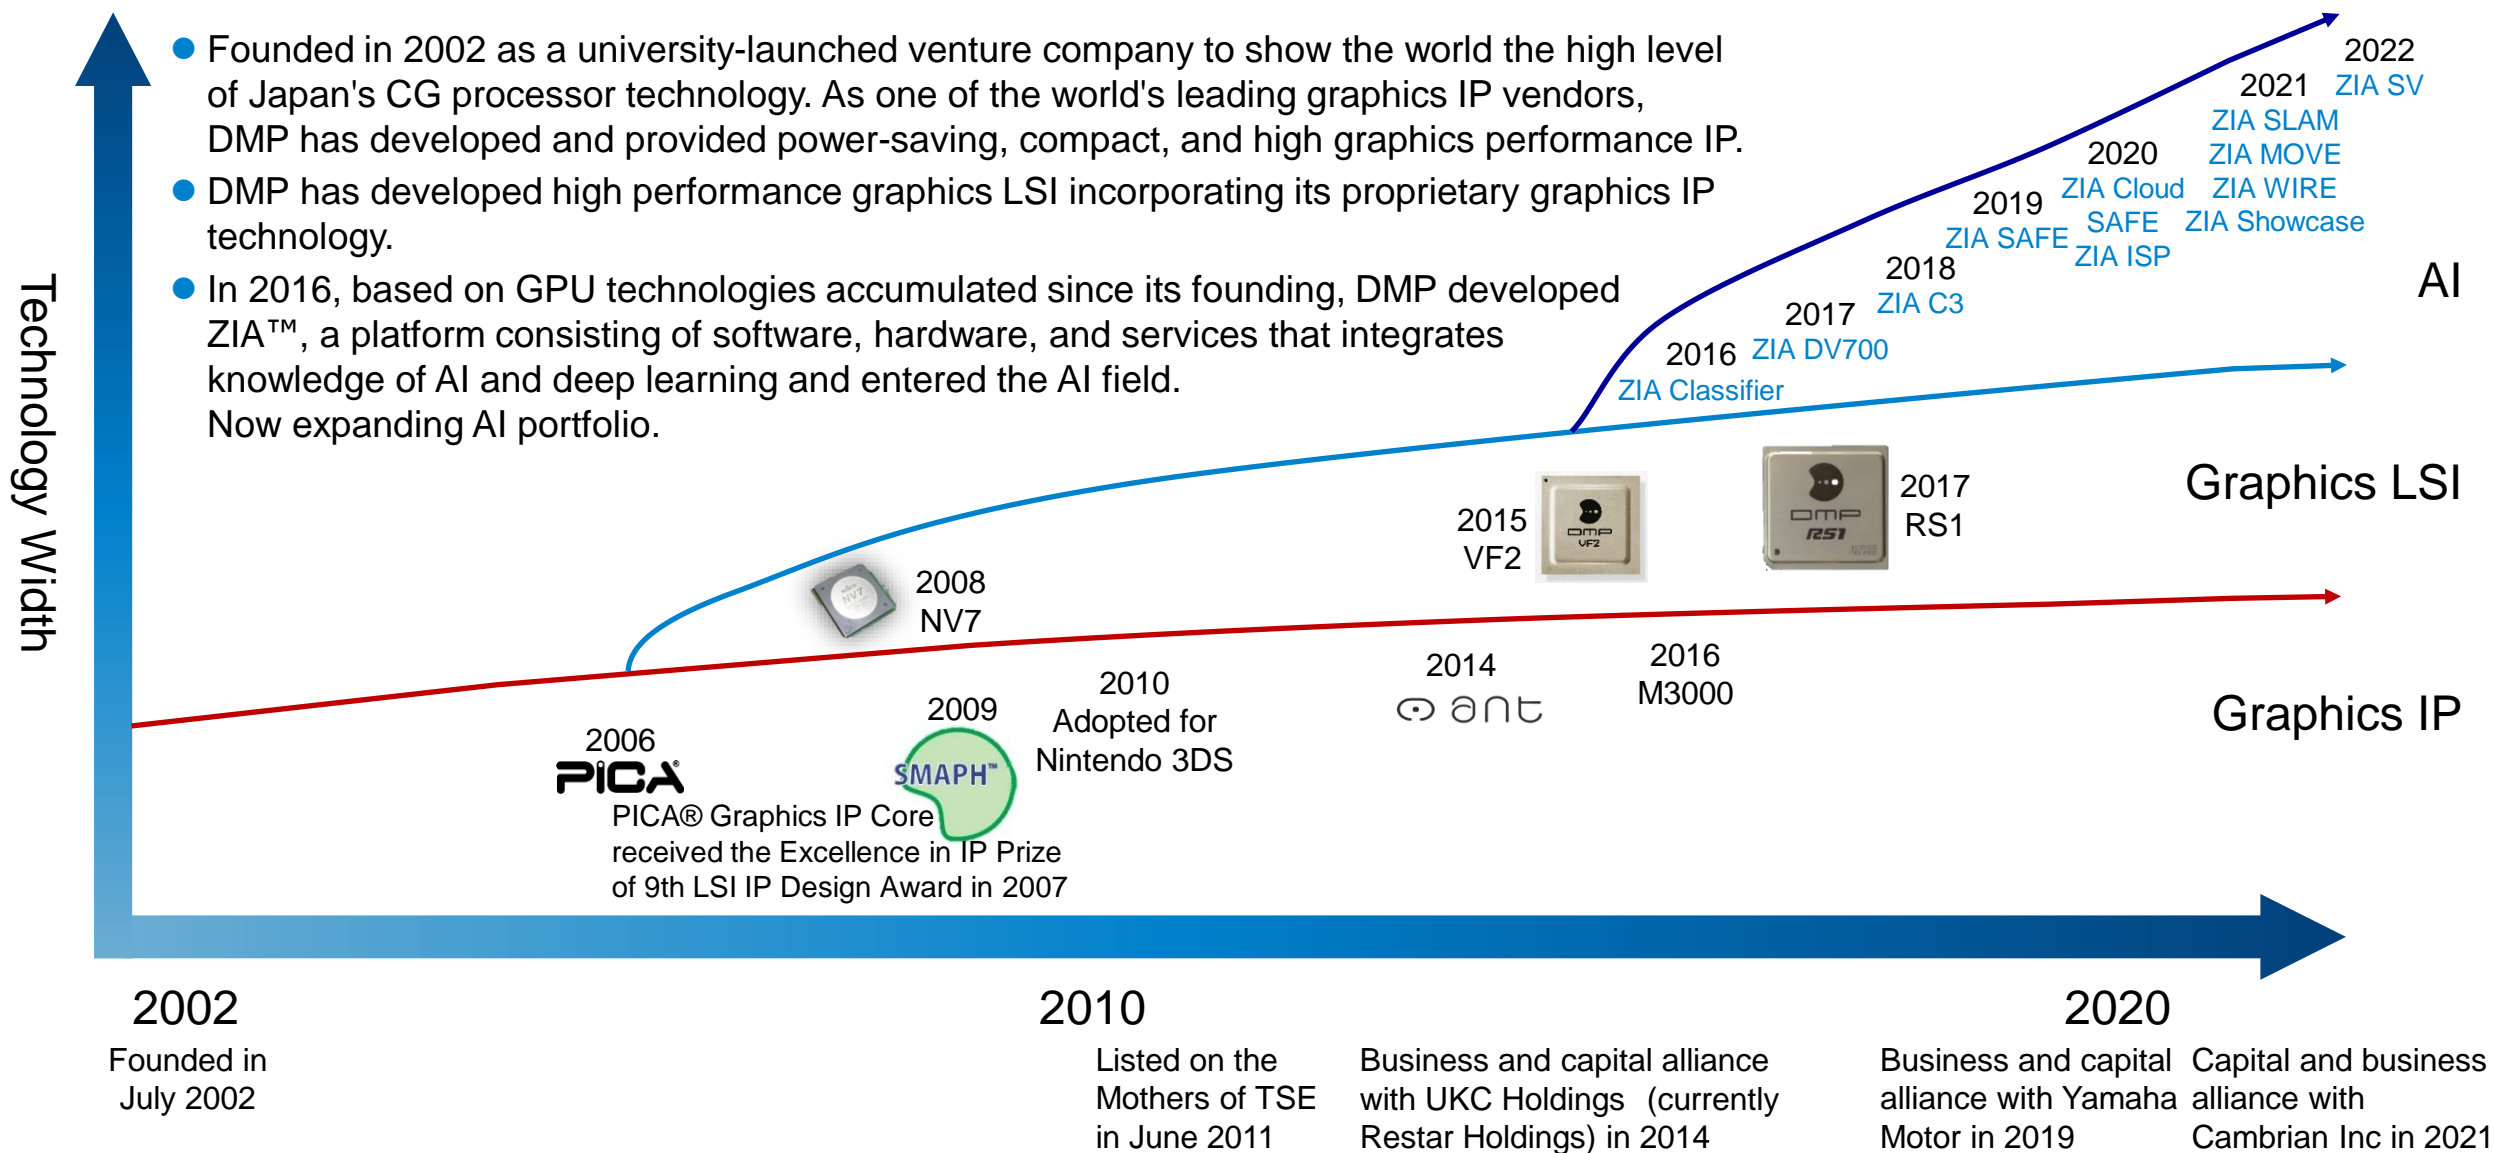 ● Founded in 2002 as a university-launched venture company to show the world the high level
of Japan's CG processor technology. As one of the world's leading graphics IP vendors,
DMP has developed and provided power-saving, compact, and high graphics performance IP.
● DMP has developed high performance graphics LSI incorporating its proprietary graphics IP
technology.
● In 2016, based on GPU technologies accumulated since its founding, DMP developed
ZIA™, a platform consisting of software, hardware, and services that integrates
knowledge of AI and deep learning and entered the AI field.
Now expanding AI portfolio.
Technology Width
2022
ZIA SV
2021
ZIA SLAM
ZIA MOVE
ZIA WIRE
ZIA Showcase
2020
ZIA Cloud
SAFE
ZIA ISP
2019
ZIA SAFE
2018
ZIA C3
2017
ZIA DV700
2016
ZIA Classifier
AI
2008
NV7
NV7
2015
VF2
DMP
VF2
DMP
RS1
2017
RS1
Graphics LSI
2006
PICA®
PICA® Graphics IP Core
received the Excellence in IP Prize
of 9th LSI IP Design Award in 2007
2009
SMAPH™
2010
Adopted for
Nintendo 3DS
2014
ant
2016
M3000
Graphics IP
2002
Founded in
July 2002
2010
Listed on the
Mothers of TSE
in June 2011
Business and capital alliance
with UKC Holdings (currently
Restar Holdings) in 2014
2020
Business and capital
alliance with Yamaha
Motor in 2019
Capital and business
alliance with
Cambrian Inc in 2021